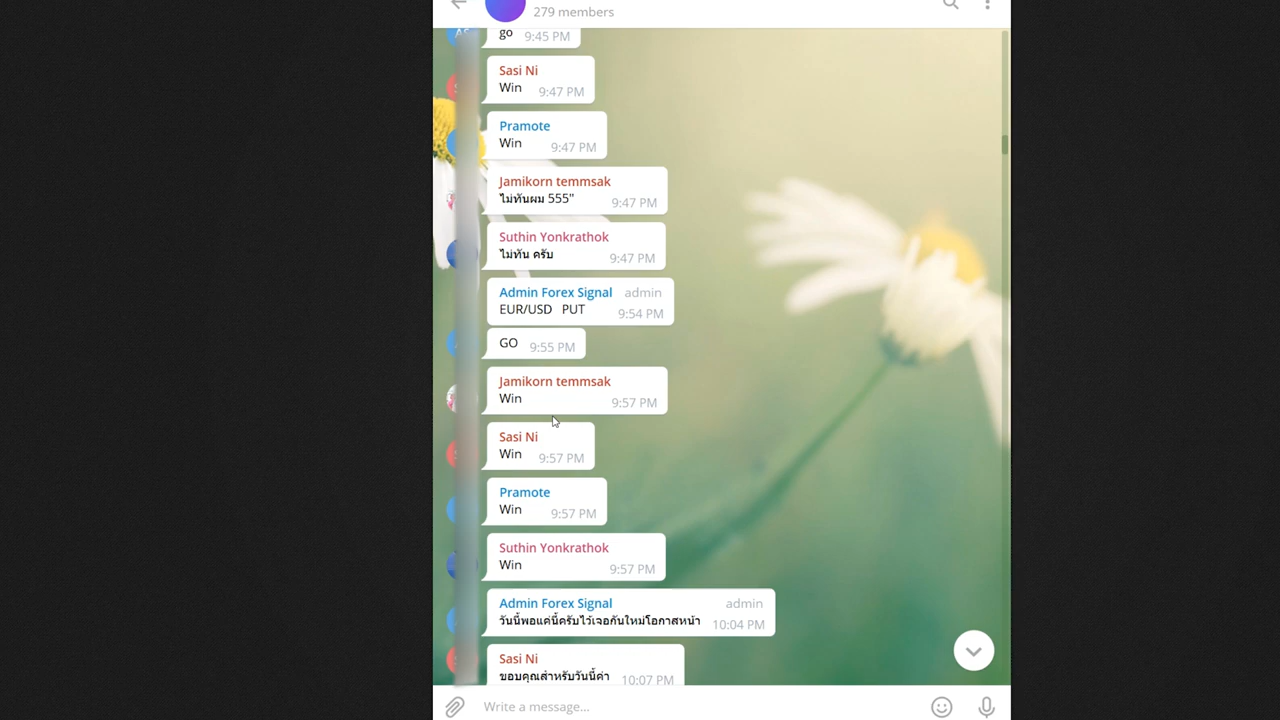 279 members
go 9:45 PM
Sasi Ni
Win 9:47 PM
Pramote
Win 9:47 PM
Jamikorn temmsak
ไม่ทันผม 555" 9:47 PM
Suthin Yonkrathok
ไม่ทัน ครับ 9:47 PM
Admin Forex Signal admin
EUR/USD PUT 9:54 PM
GO 9:55 PM
Jamikorn temmsak
Win 9:57 PM
Sasi Ni
Win 9:57 PM
Pramote
Win 9:57 PM
Suthin Yonkrathok
Win 9:57 PM
Admin Forex Signal admin
วันนี้พอแค่นี้ครับไว้เจอกันใหม่โอกาสหน้า 10:04 PM
Sasi Ni
ขอบคุณสำหรับวันนี้ค่า 10:07 PM
Write a message...